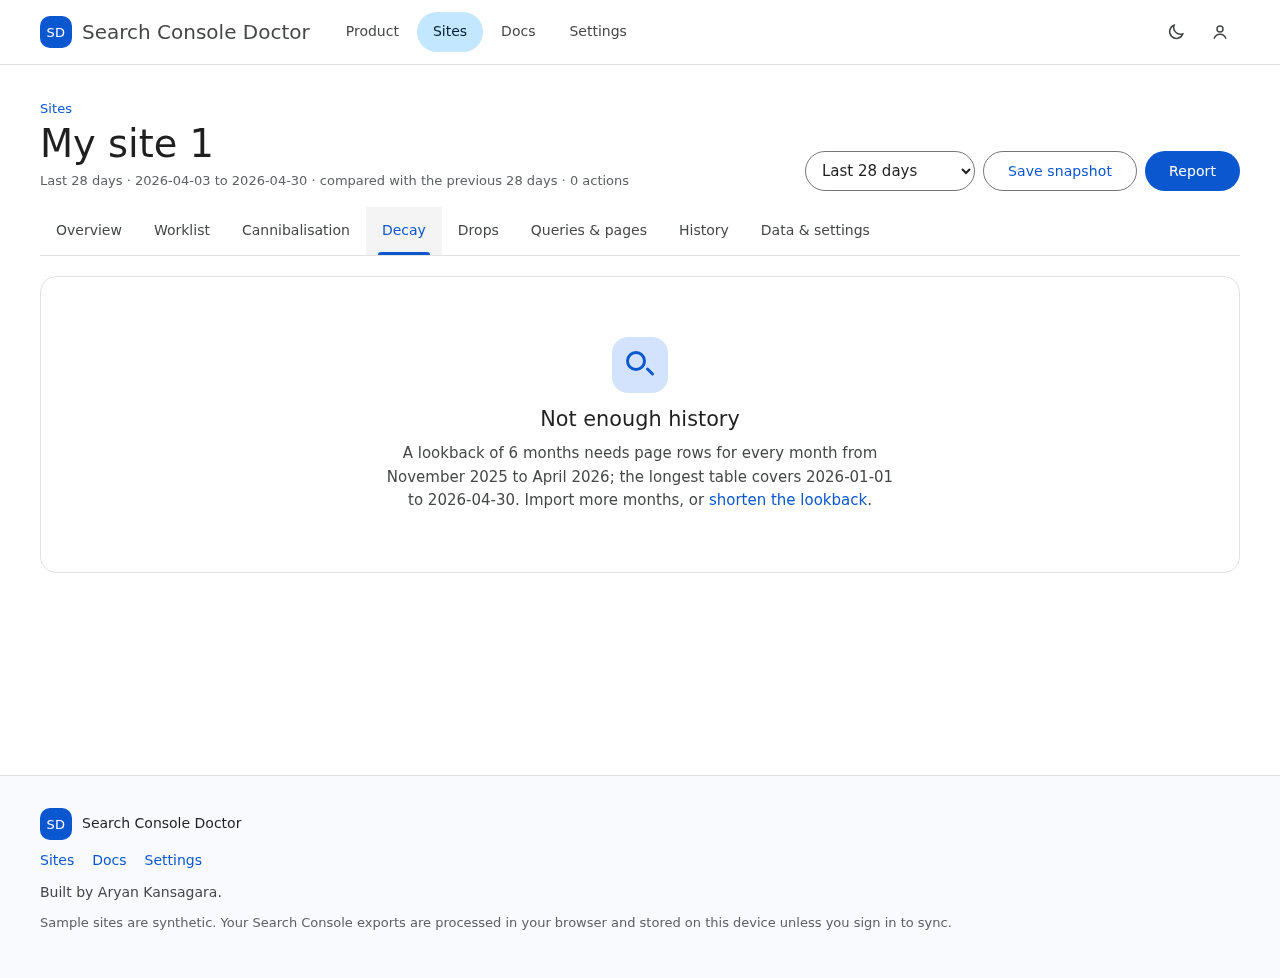 SD Search Console Doctor Product Sites Docs Settings
Sites
My site 1
Last 28 days · 2026-04-03 to 2026-04-30 · compared with the previous 28 days · 0 actions
Last 28 days Save snapshot Report
Overview Worklist Cannibalisation Decay Drops Queries & pages History Data & settings
Not enough history
A lookback of 6 months needs page rows for every month from
November 2025 to April 2026; the longest table covers 2026-01-01
to 2026-04-30. Import more months, or shorten the lookback.
SD Search Console Doctor
Sites Docs Settings
Built by Aryan Kansagara.
Sample sites are synthetic. Your Search Console exports are processed in your browser and stored on this device unless you sign in to sync.